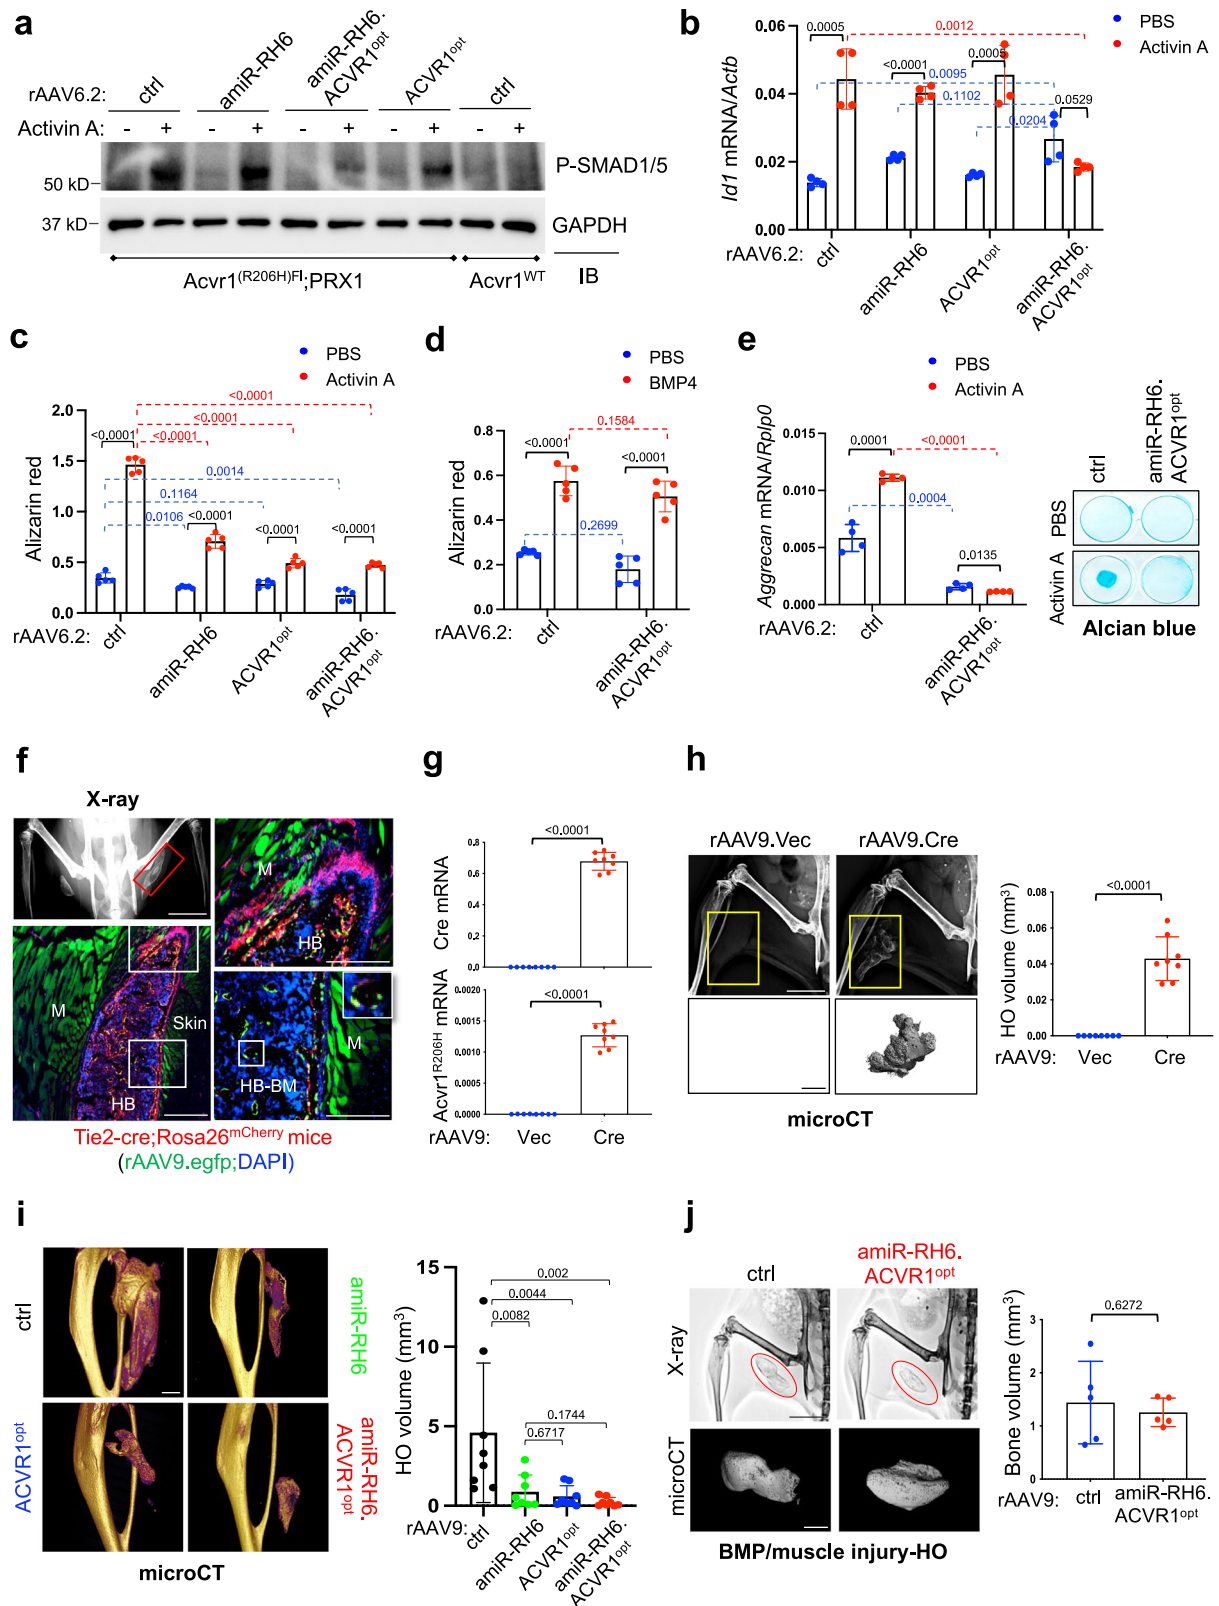 a
rAAV6.2:
ctrl
amiR-RH6
amiR-RH6.
ACVR1opt
ACVR1opt
ctrl
Activin A:
- + - + - + - + - +
P-SMAD1/5
50 kD
37 kD
GAPDH
Acvr1(R206H)Fl;PRX1
Acvr1WT
IB
b
PBS
Activin A
Id1 mRNA/Actb
0.06
0.04
0.02
0.00
0.0005
0.0012
<0.0001
0.0005
0.0095
0.1102
0.0529
0.0204
rAAV6.2:
ctrl
amiR-RH6
ACVR1opt
amiR-RH6.
ACVR1opt
c
PBS
Activin A
Alizarin red
2.0
1.5
1.0
0.5
0.0
<0.0001
<0.0001
<0.0001
<0.0001
0.0014
0.1164
0.0106
<0.0001
<0.0001
<0.0001
rAAV6.2:
ctrl
amiR-RH6
ACVR1opt
amiR-RH6.
ACVR1opt
d
PBS
BMP4
Alizarin red
0.8
0.6
0.4
0.2
0.0
0.1584
<0.0001
<0.0001
0.2699
rAAV6.2:
ctrl
amiR-RH6.
ACVR1opt
e
PBS
Activin A
Aggrecan mRNA/Rplp0
0.015
0.010
0.005
0.000
0.0001
<0.0001
0.0004
0.0135
rAAV6.2:
ctrl
amiR-RH6.
ACVR1opt
ctrl
amiR-RH6.
ACVR1opt
PBS
Activin A
Alcian blue
f
X-ray
M
HB
M
Skin
HB
M
HB-BM
Tie2-cre;Rosa26mCherry mice
(rAAV9.egfp;DAPI)
g
<0.0001
Cre mRNA
0.8
0.6
0.4
0.2
0.0
<0.0001
Acvr1R206H mRNA
0.0020
0.0015
0.0010
0.0005
0.0000
rAAV9:
Vec
Cre
h
rAAV9.Vec
rAAV9.Cre
microCT
<0.0001
HO volume (mm3)
0.08
0.06
0.04
0.02
0.00
rAAV9:
Vec
Cre
i
ctrl
amiR-RH6
ACVR1opt
amiR-RH6.
ACVR1opt
microCT
HO volume (mm3)
15
10
5
0
0.002
0.0044
0.0082
0.1744
0.6717
rAAV9:
ctrl
amiR-RH6
ACVR1opt
amiR-RH6.
ACVR1opt
j
ctrl
amiR-RH6.
ACVR1opt
X-ray
microCT
BMP/muscle injury-HO
Bone volume (mm3)
3
2
1
0
0.6272
rAAV9:
ctrl
amiR-RH6.
ACVR1opt